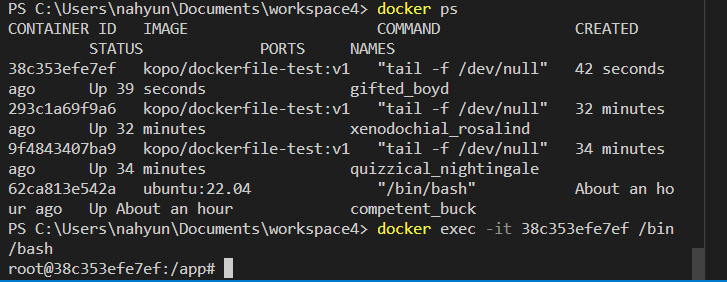 PS C:\Users\nahyun\Documents\workspace4> docker ps
CONTAINER ID   IMAGE                     COMMAND               CREATED
         STATUS             PORTS     NAMES
38c353efe7ef   kopo/dockerfile-test:v1   "tail -f /dev/null"   42 seconds
ago      Up 39 seconds                gifted_boyd
293c1a69f9a6   kopo/dockerfile-test:v1   "tail -f /dev/null"   32 minutes
ago      Up 32 minutes                xenodochial_rosalind
9f4843407ba9   kopo/dockerfile-test:v1   "tail -f /dev/null"   34 minutes
ago      Up 34 minutes                quizzical_nightingale
62ca813e542a   ubuntu:22.04              "/bin/bash"           About an ho
ur ago   Up About an hour             competent_buck
PS C:\Users\nahyun\Documents\workspace4> docker exec -it 38c353efe7ef /bin
/bash
root@38c353efe7ef:/app#